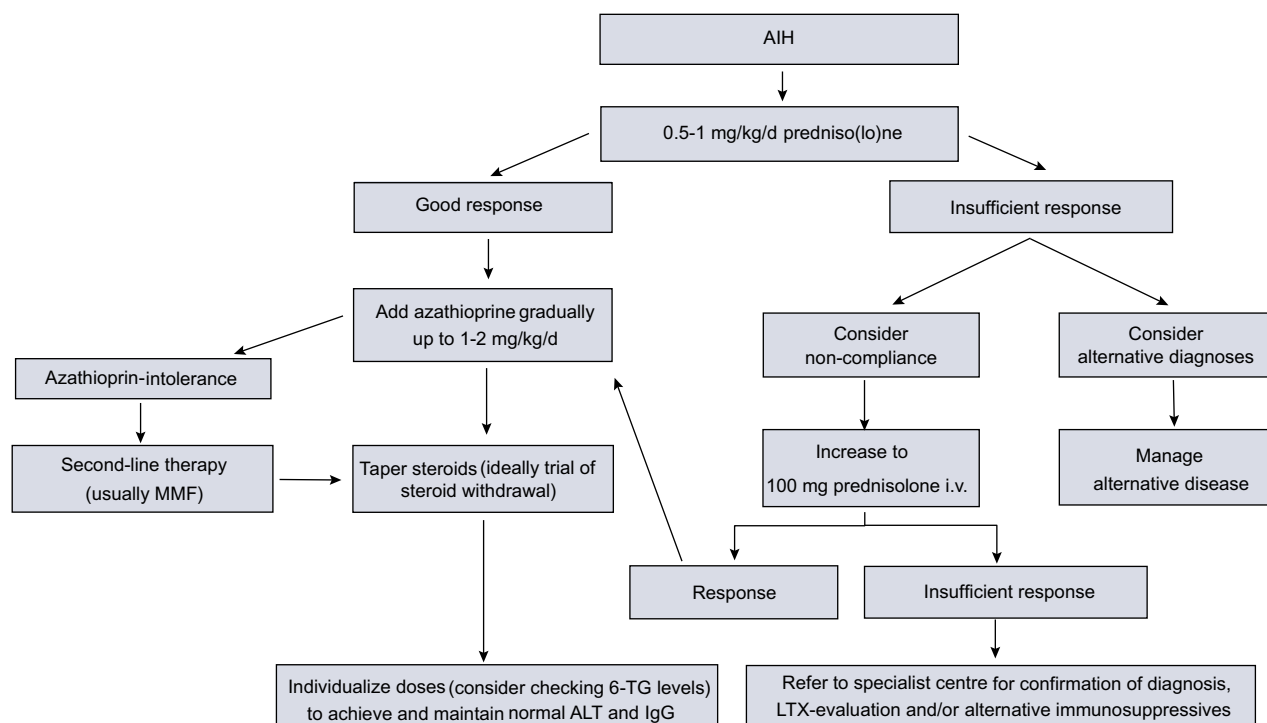 AIH
0.5-1 mg/kg/d predniso(lo)ne
Good response
Insufficient response
Add azathioprine gradually
up to 1-2 mg/kg/d
Consider
non-compliance
Consider
alternative diagnoses
Azathioprin-intolerance
Second-line therapy
(usually MMF)
Taper steroids (ideally trial of
steroid withdrawal)
Increase to
100 mg prednisolone i.v.
Manage
alternative disease
Response
Insufficient response
Individualize doses (consider checking 6-TG levels)
to achieve and maintain normal ALT and IgG
Refer to specialist centre for confirmation of diagnosis,
LTX-evaluation and/or alternative immunosuppressives